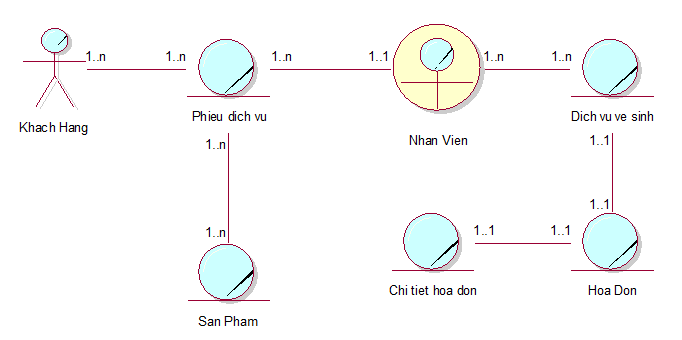 1..n 1..n 1..n 1..1 1..n 1..n
Khach Hang Phieu dich vu Nhan Vien Dich vu ve sinh
1..n 1..1
1..n 1..1
1..1 1..1
Chi tiet hoa don Hoa Don
San Pham